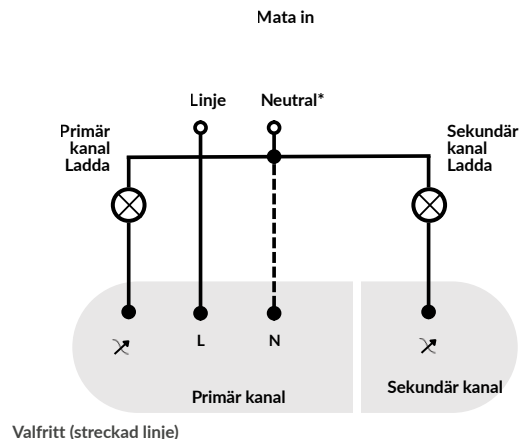 Mata in
Linje
Neutral*
Primär
kanal
Ladda
Sekundär
kanal
Ladda
L
N
Primär kanal
Sekundär kanal
Valfritt (streckad linje)